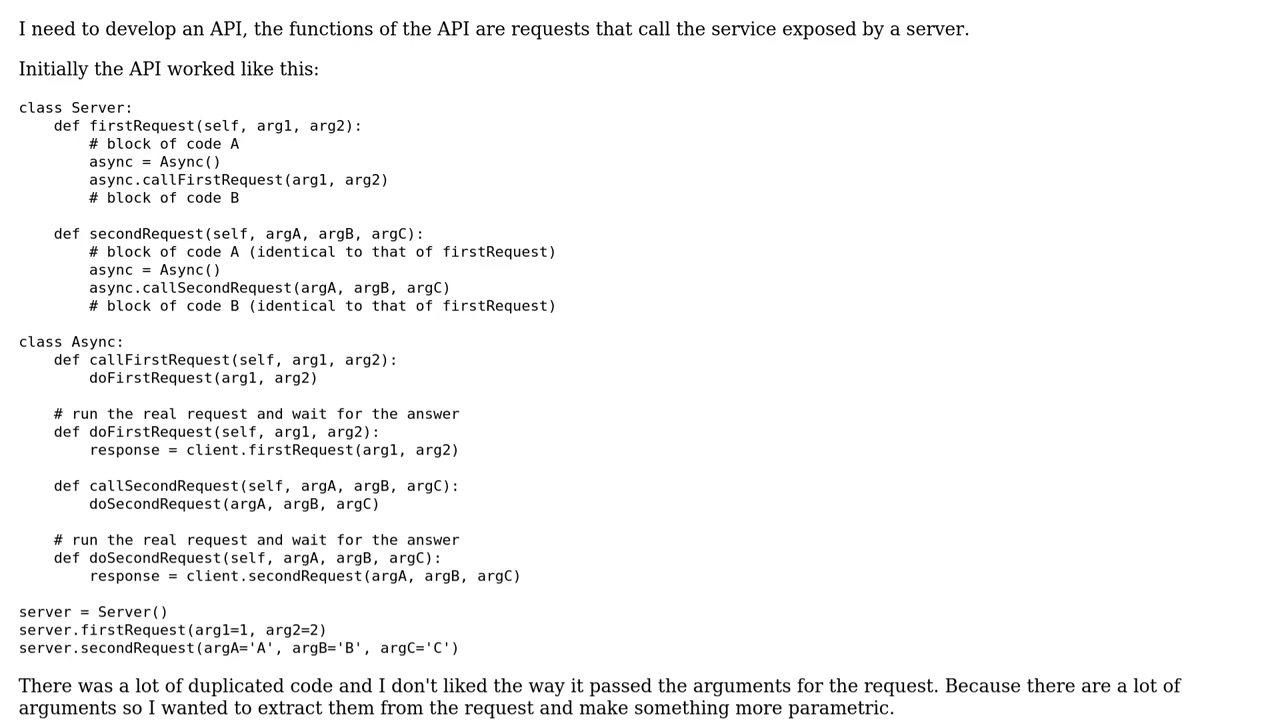 I need to develop an API, the functions of the API are requests that call the service exposed by a server.
Initially the API worked like this:
class Server:
    def firstRequest(self, arg1, arg2):
        # block of code A
        async = Async()
        async.callFirstRequest(arg1, arg2)
        # block of code B

    def secondRequest(self, argA, argB, argC):
        # block of code A (identical to that of firstRequest)
        async = Async()
        async.callSecondRequest(argA, argB, argC)
        # block of code B (identical to that of firstRequest)

class Async:
    def callFirstRequest(self, arg1, arg2):
        doFirstRequest(arg1, arg2)

    # run the real request and wait for the answer
    def doFirstRequest(self, arg1, arg2):
        response = client.firstRequest(arg1, arg2)

    def callSecondRequest(self, argA, argB, argC):
        doSecondRequest(argA, argB, argC)

    # run the real request and wait for the answer
    def doSecondRequest(self, argA, argB, argC):
        response = client.secondRequest(argA, argB, argC)

server = Server()
server.firstRequest(arg1=1, arg2=2)
server.secondRequest(argA='A', argB='B', argC='C')
There was a lot of duplicated code and I don't liked the way it passed the arguments for the request. Because there are a lot of
arguments so I wanted to extract them from the request and make something more parametric.